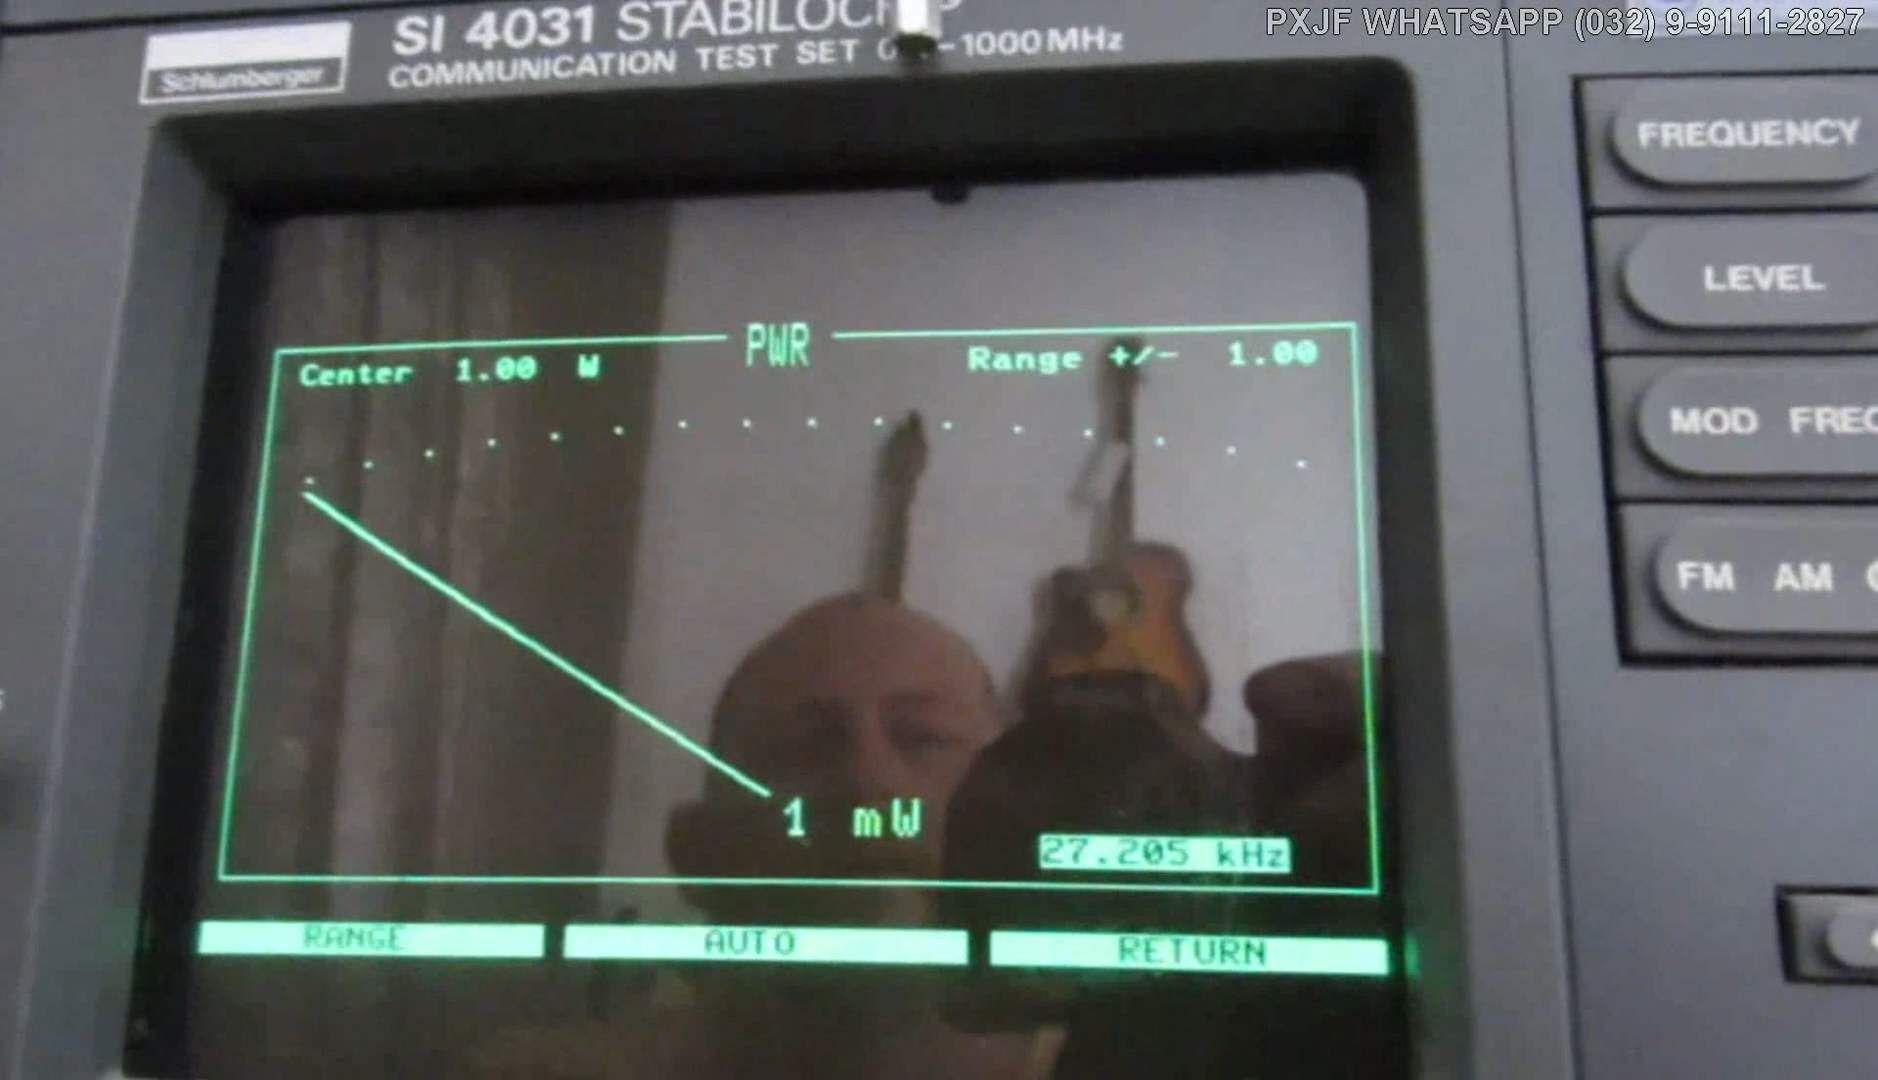 PXJF WHATSAPP (032) 9-9111-2827
SI 4031 STABILOCK
Schlumberger
COMMUNICATION TEST SET -1000 MHz
FREQUENCY
LEVEL
MOD FREQ
FM AM
PWR
Center 1.00 W Range +/- 1.00
1 mW
27.205 kHz
RANGE AUTO RETURN